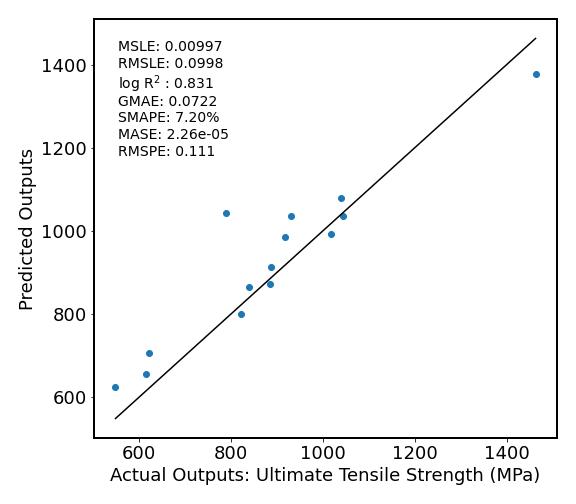 MSLE: 0.00997
RMSLE: 0.0998
log R² : 0.831
GMAE: 0.0722
SMAPE: 7.20%
MASE: 2.26e-05
RMSPE: 0.111
1400
1200
1000
800
600
Predicted Outputs
600 800 1000 1200 1400
Actual Outputs: Ultimate Tensile Strength (MPa)